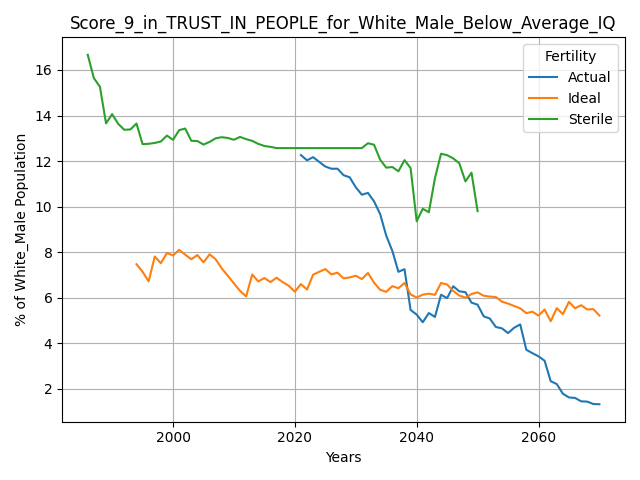 Score_9_in_TRUST_IN_PEOPLE_for_White_Male_Below_Average_IQ
Fertility
Actual
Ideal
Sterile
% of White_Male Population
16
14
12
10
8
6
4
2
2000
2020
2040
2060
Years